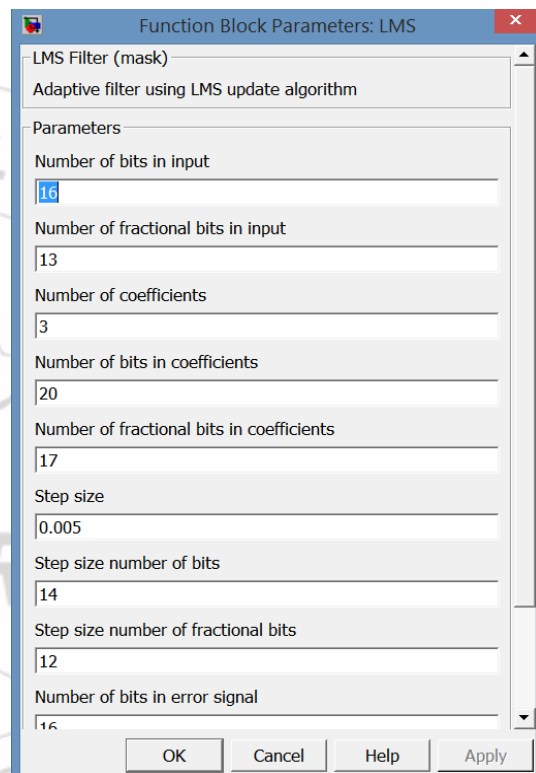 Function Block Parameters: LMS
LMS Filter (mask)
Adaptive filter using LMS update algorithm
Parameters
Number of bits in input
16
Number of fractional bits in input
13
Number of coefficients
3
Number of bits in coefficients
20
Number of fractional bits in coefficients
17
Step size
0.005
Step size number of bits
14
Step size number of fractional bits
12
Number of bits in error signal
16
OK Cancel Help Apply